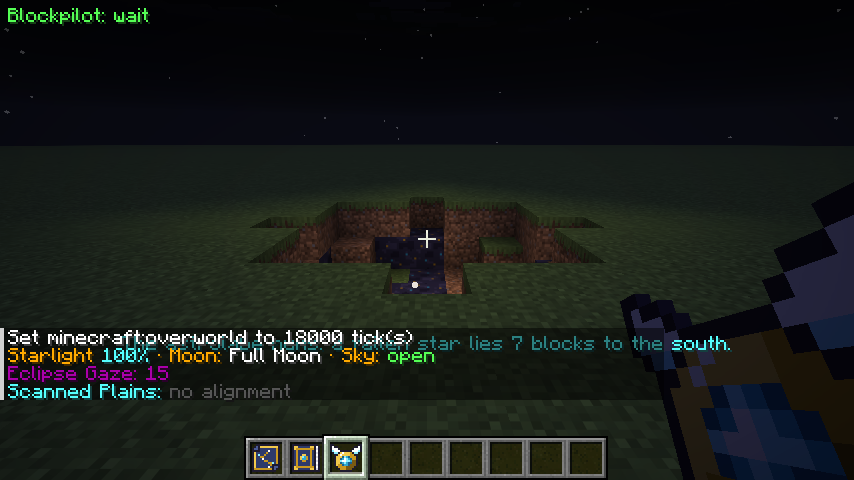 Blockpilot: wait
Set minecraft:overworld to 18000 tick(s)
fallen star lies 7 blocks to the south.
Starlight 100% · Moon: Full Moon · Sky: open
Eclipse Gaze: 15
Scanned Plains: no alignment